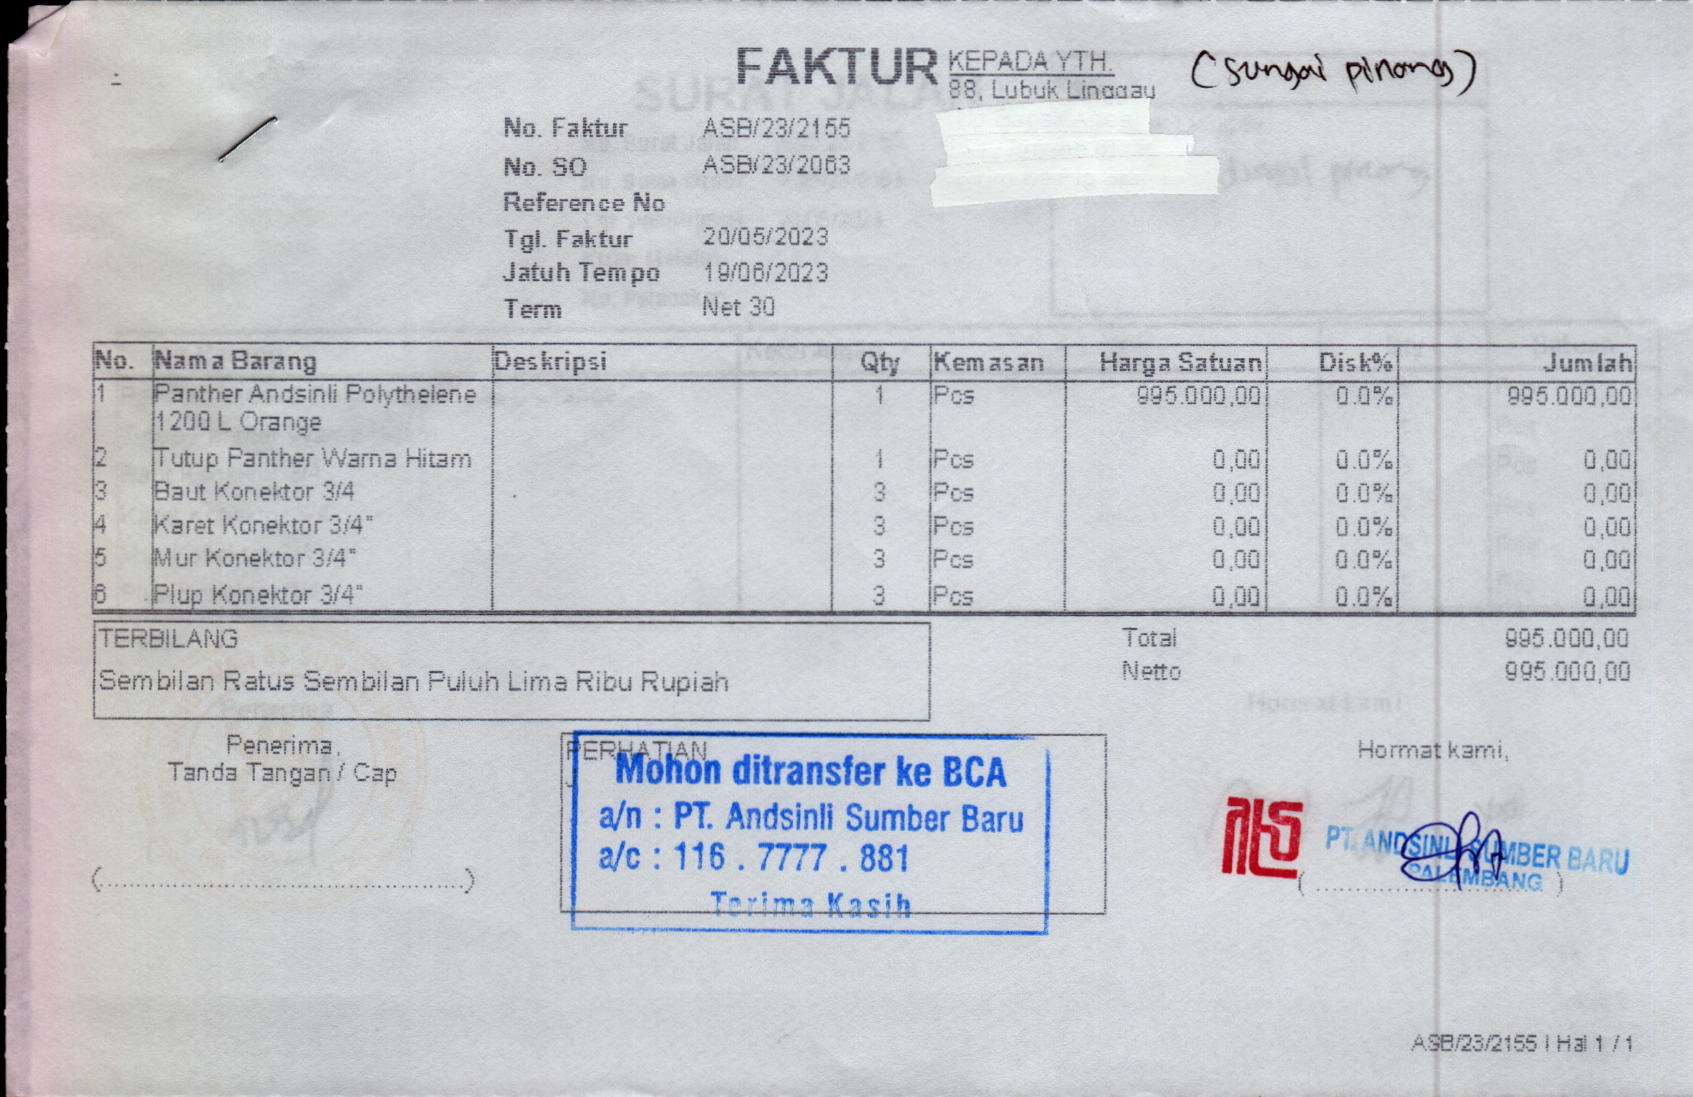 FAKTUR
KEPADA YTH.
88, Lubuk Linggau
(Sungai pinang)
No. Faktur ASB/23/2155
No. SO ASB/23/2063
Reference No
Tgl. Faktur 20/05/2023
Jatuh Tempo 19/06/2023
Term Net 30
No. Nama Barang Deskripsi Qty Kemasan Harga Satuan Disk% Jumlah
1 Panther Andsinli Polythelene 1 Pcs 995.000,00 0.0% 995.000,00
1200 L Orange
2 Tutup Panther Warna Hitam 1 Pcs 0,00 0.0% 0,00
3 Baut Konektor 3/4 3 Pcs 0,00 0.0% 0,00
4 Karet Konektor 3/4" 3 Pcs 0,00 0.0% 0,00
5 Mur Konektor 3/4" 3 Pcs 0,00 0.0% 0,00
6 Plup Konektor 3/4" 3 Pcs 0,00 0.0% 0,00
TERBILANG
Sembilan Ratus Sembilan Puluh Lima Ribu Rupiah
Total 995.000,00
Netto 995.000,00
Penerima,
Tanda Tangan / Cap
(................................................)
PERHATIAN
Mohon ditransfer ke BCA
a/n : PT. Andsinli Sumber Baru
a/c : 116 . 7777 . 881
Terima Kasih
Hormat kami,
PT. ANDSINLI SUMBER BARU
PALEMBANG
ASB/23/2155 | Hal 1 / 1